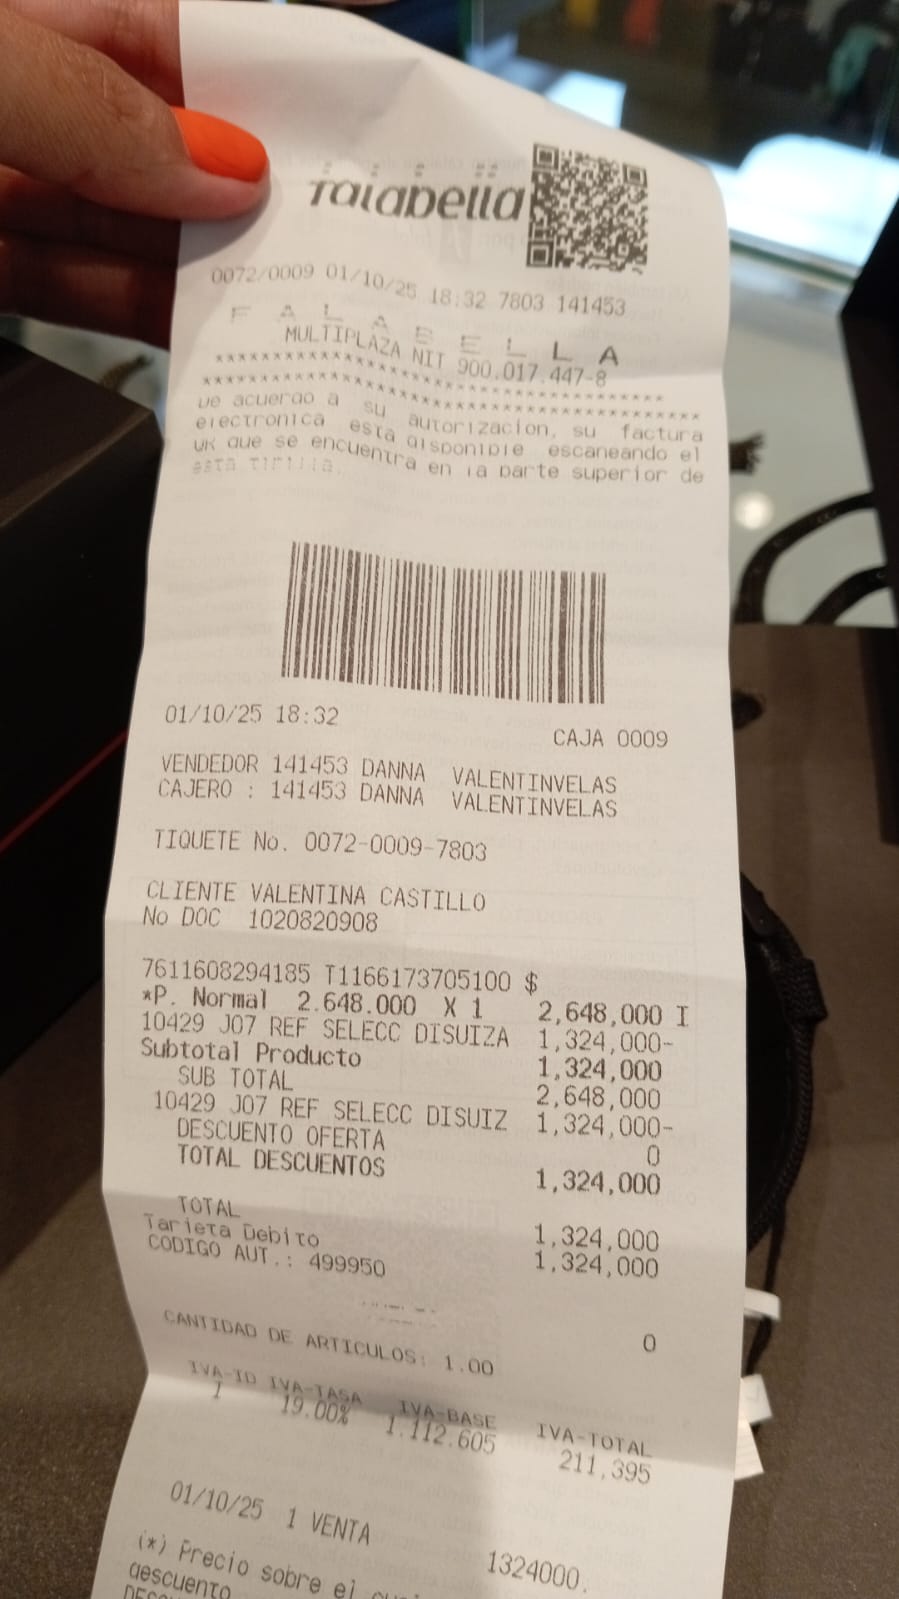 falabella
0072/0009 01/10/25 18:32 7803 141453
F A L A B E L L A
MULTIPLAZA NIT 900.017.447-8
****************************************
********************************************
De acuerdo a su autorizacion, su factura
electronica esta disponible escaneando el
QR que se encuentra en la parte superior de
esta tirilla.
01/10/25 18:32
CAJA 0009
VENDEDOR 141453 DANNA VALENTINVELAS
CAJERO : 141453 DANNA VALENTINVELAS
TIQUETE No. 0072-0009-7803
CLIENTE VALENTINA CASTILLO
No DOC 1020820908
7611608294185 T1166173705100 $
*P. Normal 2.648.000 X 1 2,648,000 I
10429 J07 REF SELECC DISUIZA 1,324,000-
Subtotal Producto 1,324,000
SUB TOTAL 2,648,000
10429 J07 REF SELECC DISUIZ 1,324,000-
DESCUENTO OFERTA 0
TOTAL DESCUENTOS 1,324,000
TOTAL 1,324,000
Tarjeta Debito 1,324,000
CODIGO AUT.: 499950
0
CANTIDAD DE ARTICULOS: 1.00
IVA-ID IVA-TASA IVA-BASE IVA-TOTAL
1 19.00% 1.112.605 211,395
01/10/25 1 VENTA 1324000.
(*) Precio sobre el
descuento